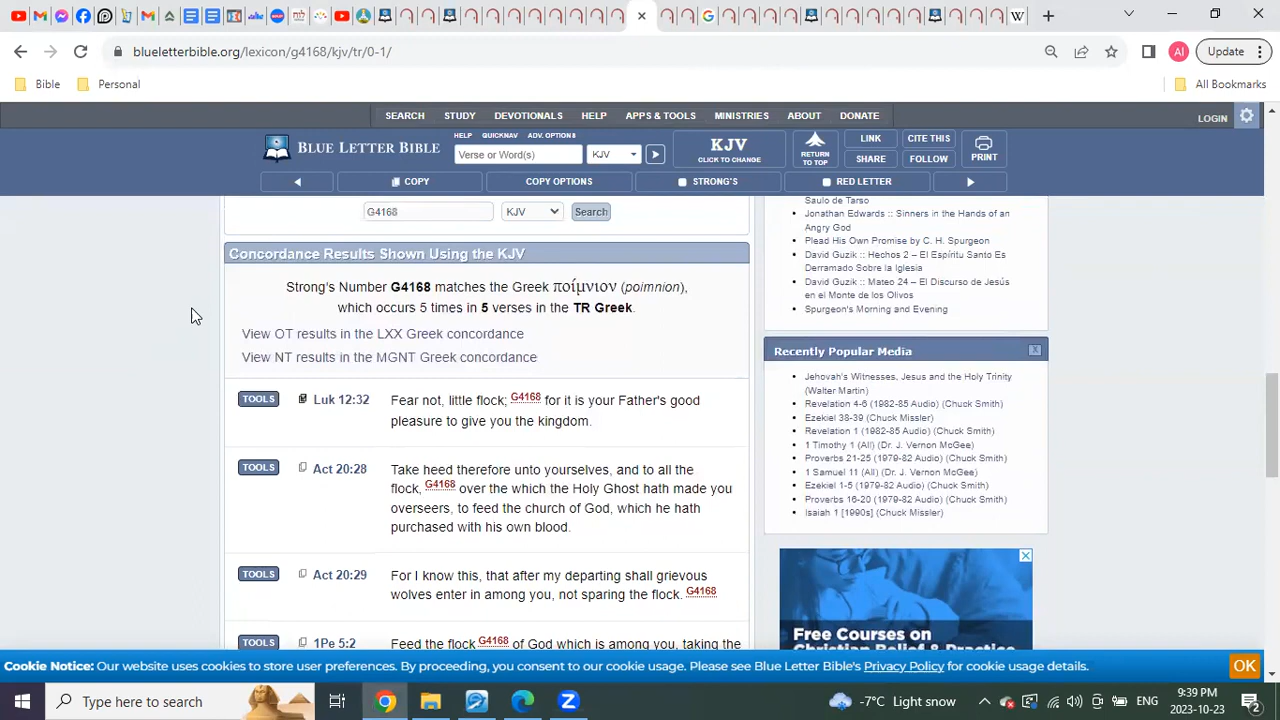 blueletterbible.org/lexicon/g4168/kjv/tr/0-1/
AI
Update
Bible
Personal
All Bookmarks
SEARCH STUDY DEVOTIONALS HELP APPS & TOOLS MINISTRIES ABOUT DONATE
LOGIN
BLUE LETTER BIBLE
HELP QUICKNAV ADV. OPTIONS
Verse or Word(s)
KJV
KJV
CLICK TO CHANGE
RETURN
TO TOP
LINK
CITE THIS
SHARE
FOLLOW
PRINT
COPY
COPY OPTIONS
STRONG'S
RED LETTER
G4168
KJV
Search
Concordance Results Shown Using the KJV
Strong's Number G4168 matches the Greek ποίμνιον (poimnion),
which occurs 5 times in 5 verses in the TR Greek.
View OT results in the LXX Greek concordance
View NT results in the MGNT Greek concordance
TOOLS
Luk 12:32
Fear not, little flock; G4168 for it is your Father's good
pleasure to give you the kingdom.
TOOLS
Act 20:28
Take heed therefore unto yourselves, and to all the
flock, G4168 over the which the Holy Ghost hath made you
overseers, to feed the church of God, which he hath
purchased with his own blood.
TOOLS
Act 20:29
For I know this, that after my departing shall grievous
wolves enter in among you, not sparing the flock. G4168
TOOLS
1Pe 5:2
Feed the flock G4168 of God which is among you, taking the
Saulo de Tarso
Jonathan Edwards :: Sinners in the Hands of an
Angry God
Plead His Own Promise by C. H. Spurgeon
David Guzik :: Hechos 2 – El Espíritu Santo Es
Derramado Sobre la Iglesia
David Guzik :: Mateo 24 – El Discurso de Jesús
en el Monte de los Olivos
Spurgeon's Morning and Evening
Recently Popular Media
x
Jehovah's Witnesses, Jesus and the Holy Trinity
(Walter Martin)
Revelation 4-6 (1982-85 Audio) (Chuck Smith)
Ezekiel 38-39 (Chuck Missler)
Revelation 1 (1982-85 Audio) (Chuck Smith)
1 Timothy 1 (All) (Dr. J. Vernon McGee)
Proverbs 21-25 (1979-82 Audio) (Chuck Smith)
1 Samuel 11 (All) (Dr. J. Vernon McGee)
Ezekiel 1-5 (1979-82 Audio) (Chuck Smith)
Proverbs 16-20 (1979-82 Audio) (Chuck Smith)
Isaiah 1 [1990s] (Chuck Missler)
Free Courses on
Christian Belief & Practice
Cookie Notice: Our website uses cookies to store user preferences. By proceeding, you consent to our cookie usage. Please see Blue Letter Bible's Privacy Policy for cookie usage details.
OK
Type here to search
-7°C Light snow
ENG
9:39 PM
2023-10-23
2